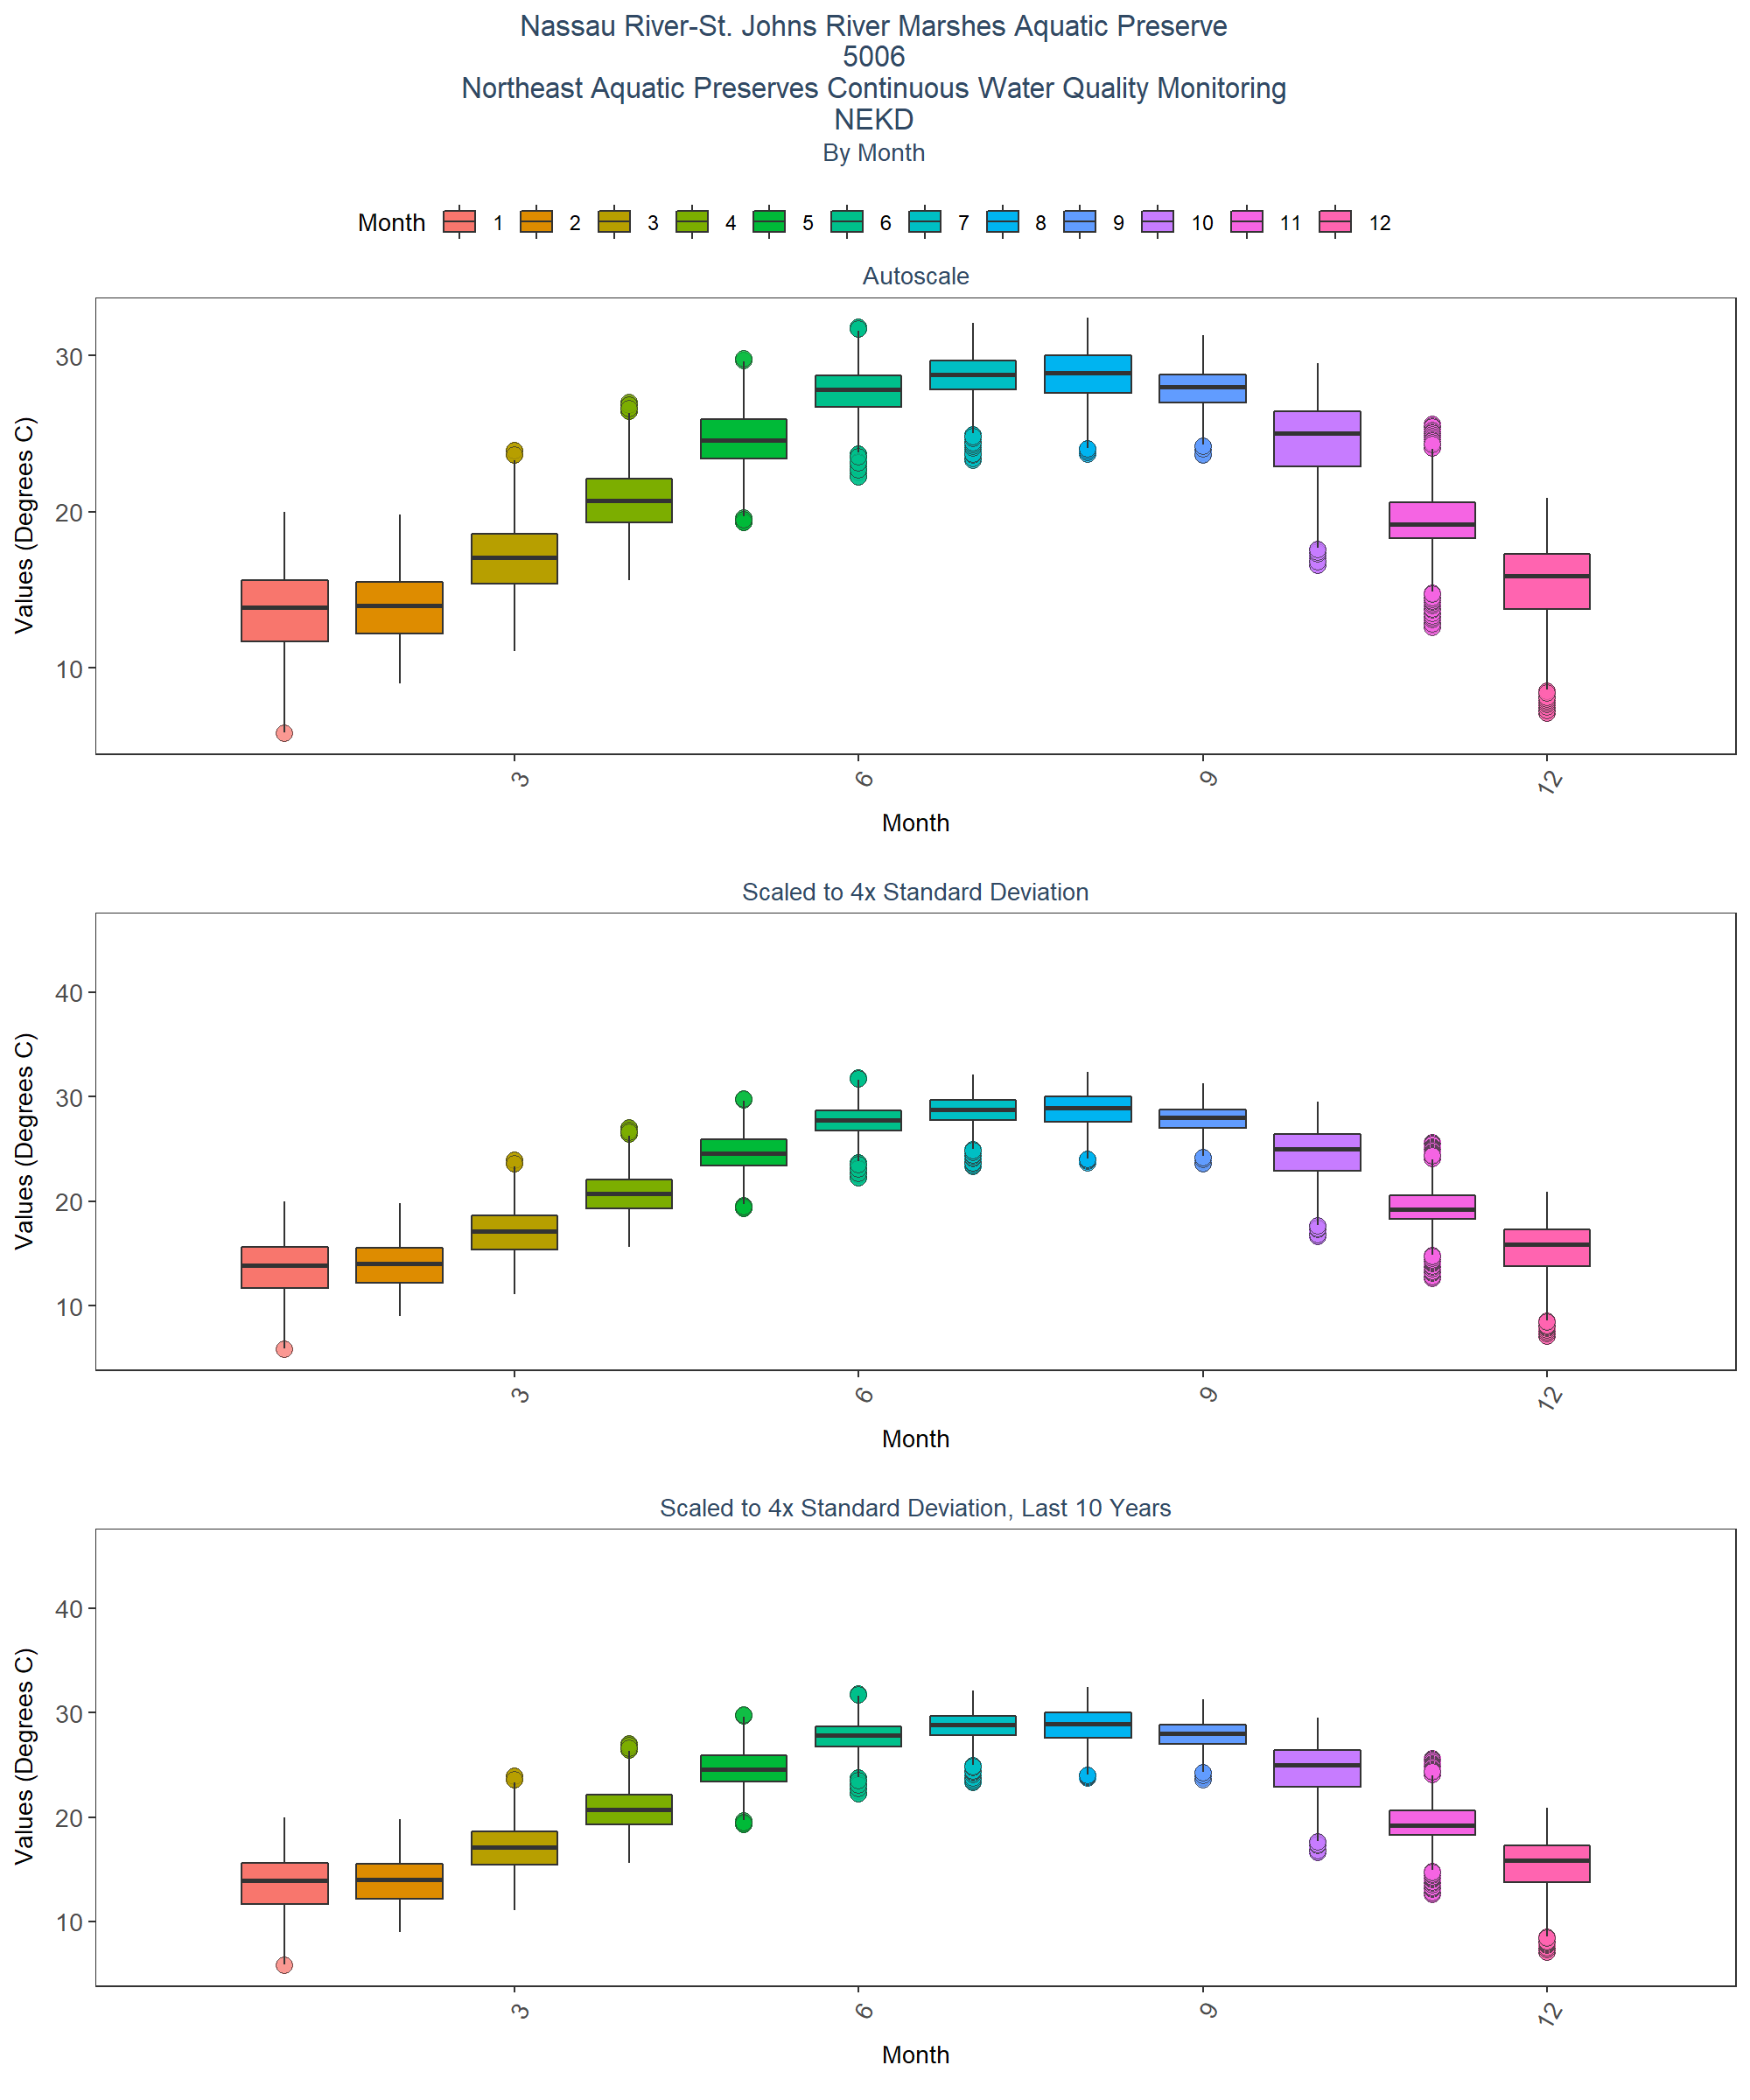 Nassau River-St. Johns River Marshes Aquatic Preserve
5006
Northeast Aquatic Preserves Continuous Water Quality Monitoring
NEKD
By Month
Month 1 2 3 4 5 6 7 8 9 10 11 12
Autoscale
Values (Degrees C)
30
20
10
3 6 9 12
Month
Scaled to 4x Standard Deviation
Values (Degrees C)
40
30
20
10
3 6 9 12
Month
Scaled to 4x Standard Deviation, Last 10 Years
Values (Degrees C)
40
30
20
10
3 6 9 12
Month